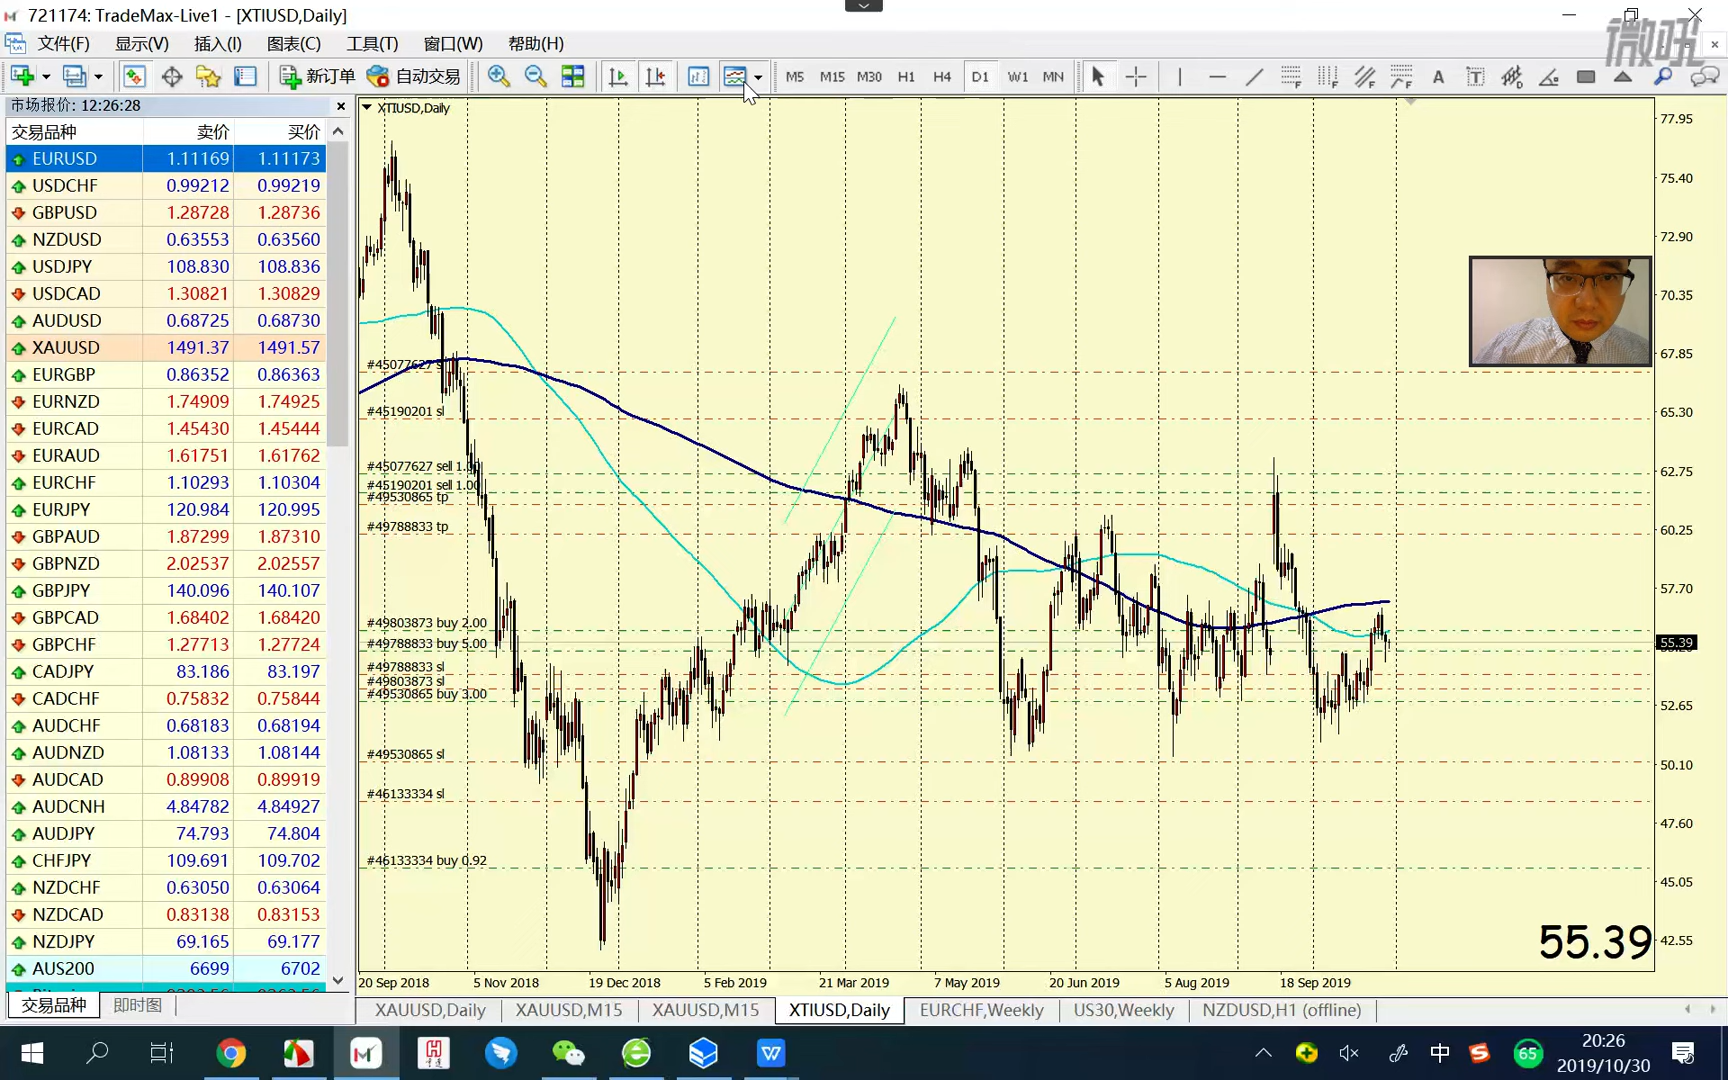 721174: TradeMax-Live1 - [XTIUSD,Daily]
微吼
文件(F) 显示(V) 插入(I) 图表(C) 工具(T) 窗口(W) 帮助(H)
新订单 自动交易 M5 M15 M30 H1 H4 D1 W1 MN A T
市场报价: 12:26:28
交易品种 卖价 买价
EURUSD 1.11169 1.11173
USDCHF 0.99212 0.99219
GBPUSD 1.28728 1.28736
NZDUSD 0.63553 0.63560
USDJPY 108.830 108.836
USDCAD 1.30821 1.30829
AUDUSD 0.68725 0.68730
XAUUSD 1491.37 1491.57
EURGBP 0.86352 0.86363
EURNZD 1.74909 1.74925
EURCAD 1.45430 1.45444
EURAUD 1.61751 1.61762
EURCHF 1.10293 1.10304
EURJPY 120.984 120.995
GBPAUD 1.87299 1.87310
GBPNZD 2.02537 2.02557
GBPJPY 140.096 140.107
GBPCAD 1.68402 1.68420
GBPCHF 1.27713 1.27724
CADJPY 83.186 83.197
CADCHF 0.75832 0.75844
AUDCHF 0.68183 0.68194
AUDNZD 1.08133 1.08144
AUDCAD 0.89908 0.89919
AUDCNH 4.84782 4.84927
AUDJPY 74.793 74.804
CHFJPY 109.691 109.702
NZDCHF 0.63050 0.63064
NZDCAD 0.83138 0.83153
NZDJPY 69.165 69.177
AUS200 6699 6702
交易品种 即时图
XTIUSD,Daily
#45077627 sl
#45190201 sl
#45077627 sell 1.00
#45190201 sell 1.00
#49530865 tp
#49788833 tp
#49803873 buy 2.00
#49788833 buy 5.00
#49788833 sl
#49803873 sl
#49530865 buy 3.00
#49530865 sl
#46133334 sl
#46133334 buy 0.92
77.95
75.40
72.90
70.35
67.85
65.30
62.75
60.25
57.70
55.39
52.65
50.10
47.60
45.05
42.55
55.39
20 Sep 2018 5 Nov 2018 19 Dec 2018 5 Feb 2019 21 Mar 2019 7 May 2019 20 Jun 2019 5 Aug 2019 18 Sep 2019
XAUUSD,Daily XAUUSD,M15 XAUUSD,M15 XTIUSD,Daily EURCHF,Weekly US30,Weekly NZDUSD,H1 (offline)
中 65
20:26
2019/10/30